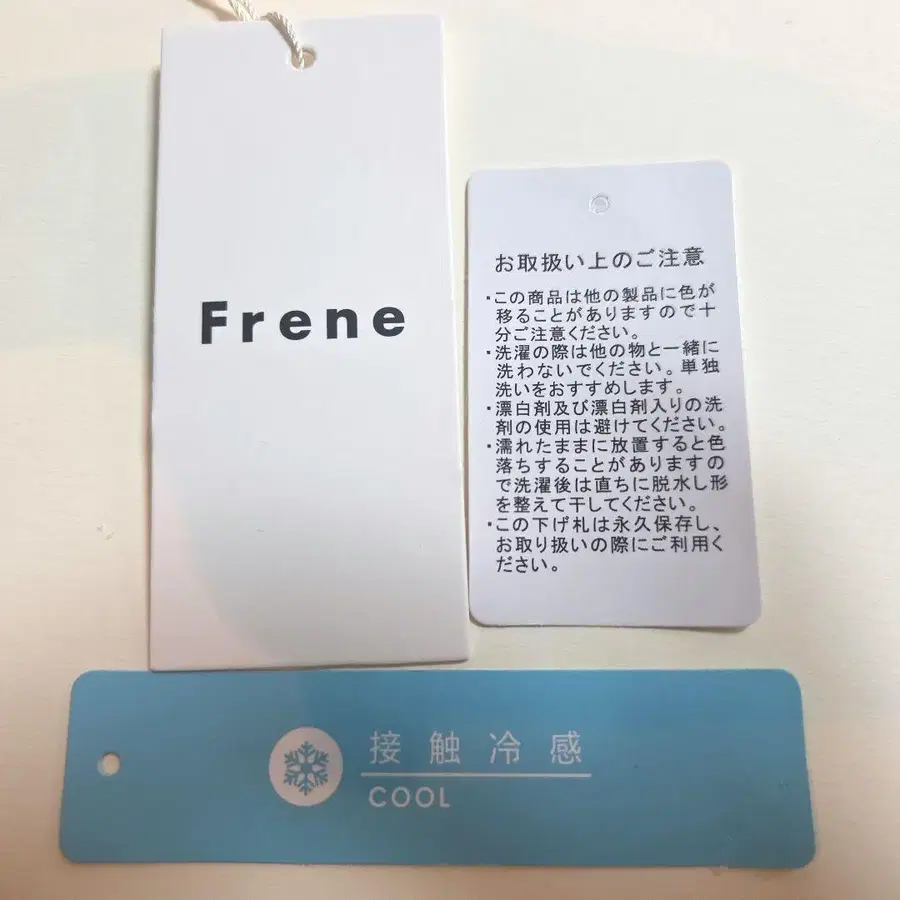 Frene
お取扱い上のご注意
・この商品は他の製品に色が
移ることがありますので十
分ご注意ください。
・洗濯の際は他の物と一緒に
洗わないでください。単独
洗いをおすすめします。
・漂白剤及び漂白剤入りの洗
剤の使用は避けてください。
・濡れたままに放置すると色
落ちすることがありますの
で洗濯後は直ちに脱水し形
を整えて干してください。
・この下げ札は永久保存し、
お取り扱いの際にご利用く
ださい。
接触冷感
COOL